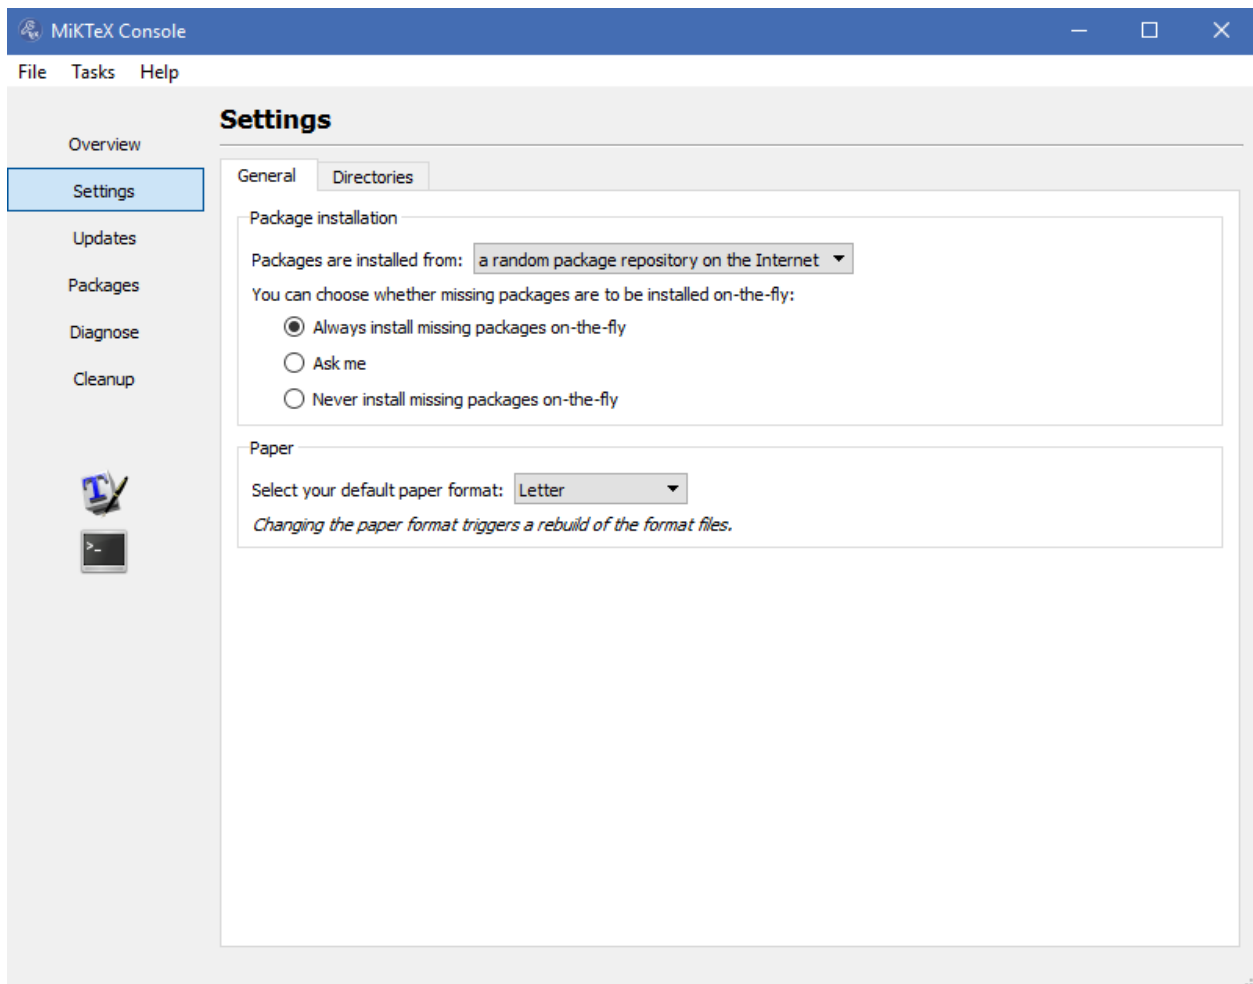 MiKTeX Console
File Tasks Help
Overview
Settings
Updates
Packages
Diagnose
Cleanup
Settings
General Directories
Package installation
Packages are installed from: a random package repository on the Internet
You can choose whether missing packages are to be installed on-the-fly:
Always install missing packages on-the-fly
Ask me
Never install missing packages on-the-fly
Paper
Select your default paper format: Letter
Changing the paper format triggers a rebuild of the format files.